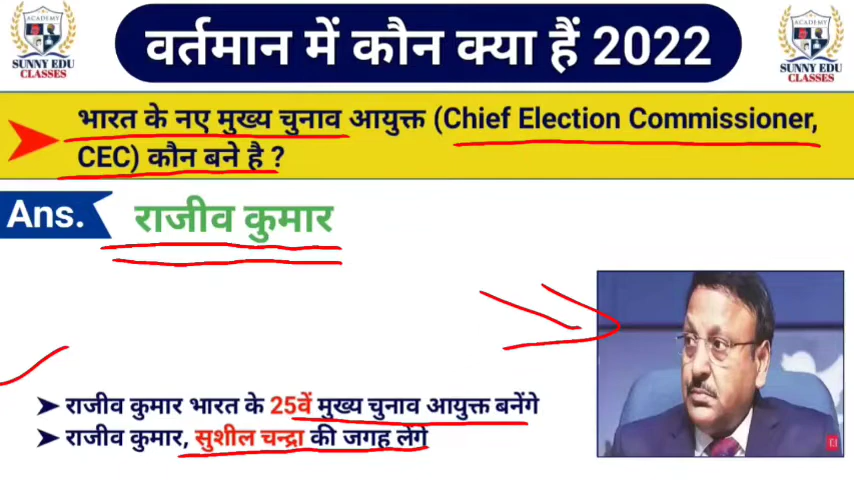 ACADEMY
SUNNY EDU
CLASSES
वर्तमान में कौन क्या हैं 2022
ACADEMY
SUNNY EDU
CLASSES
भारत के नए मुख्य चुनाव आयुक्त (Chief Election Commissioner,
CEC) कौन बने है ?
Ans.
राजीव कुमार
राजीव कुमार भारत के 25वें मुख्य चुनाव आयुक्त बनेंगे
राजीव कुमार, सुशील चन्द्रा की जगह लेंगे